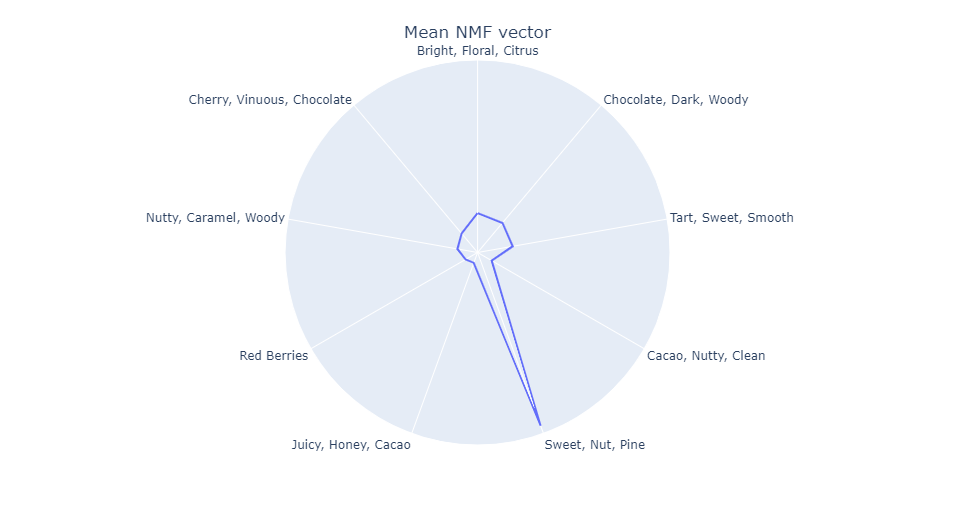 Mean NMF vector
Bright, Floral, Citrus
Cherry, Vinuous, Chocolate
Chocolate, Dark, Woody
Nutty, Caramel, Woody
Tart, Sweet, Smooth
Red Berries
Cacao, Nutty, Clean
Juicy, Honey, Cacao
Sweet, Nut, Pine